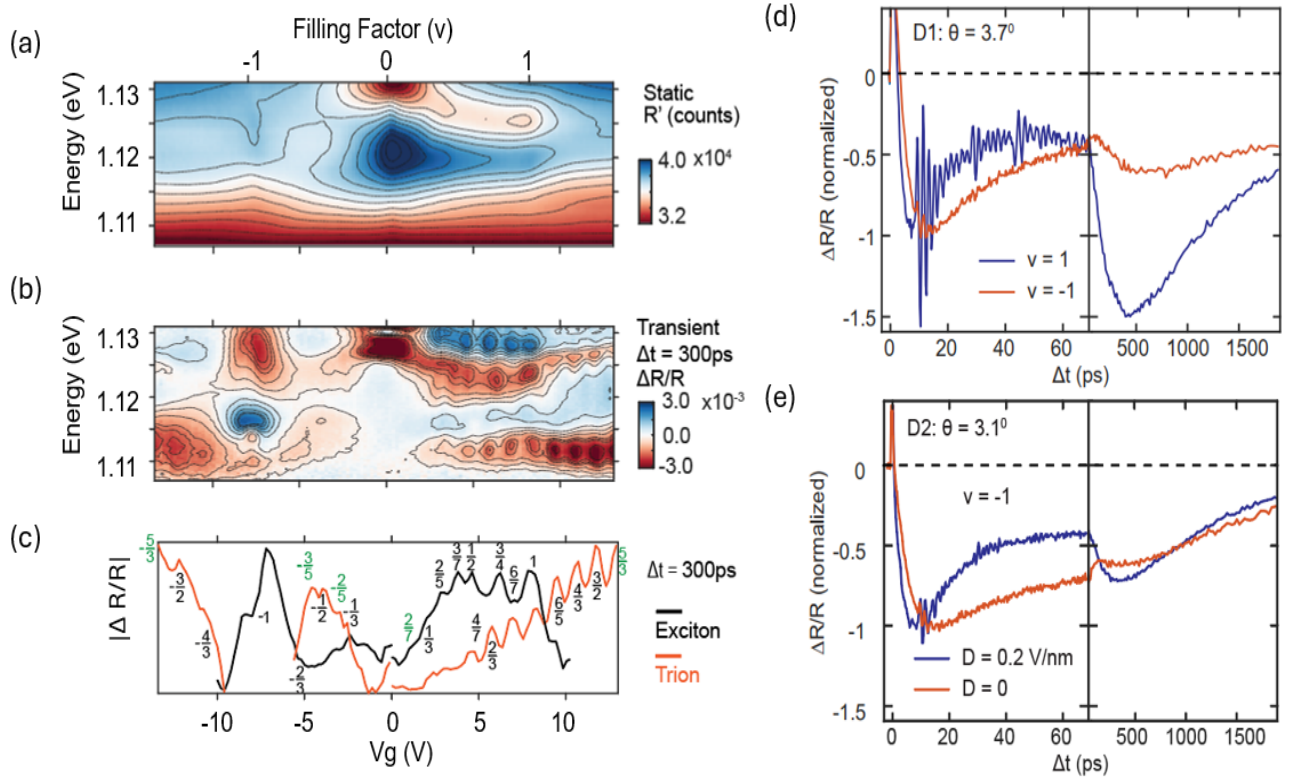 (a)
Filling Factor (v)
-1 0 1
Energy (eV)
1.13
1.12
1.11
Static
R' (counts)
4.0 x10⁴
3.2
(b)
Energy (eV)
1.13
1.12
1.11
Transient
Δt = 300ps
ΔR/R
3.0 x10⁻³
0.0
-3.0
(c)
|Δ R/R|
-5/3 -3/2 -4/3 -1 -2/3 -3/5 -1/2 -2/5 -1/3 2/7 1/3 2/5 3/7 1/2 4/7 2/3 3/4 6/7 1 6/5 4/3 3/2 5/3
Δt = 300ps
Exciton
Trion
-10 -5 0 5 10
Vg (V)
(d)
D1: θ = 3.7⁰
ΔR/R (normalized)
0
-0.5
-1
-1.5
v = 1
v = -1
0 20 40 60 500 1000 1500
Δt (ps)
(e)
D2: θ = 3.1⁰
v = -1
ΔR/R (normalized)
0
-0.5
-1
-1.5
D = 0.2 V/nm
D = 0
0 20 40 60 500 1000 1500
Δt (ps)